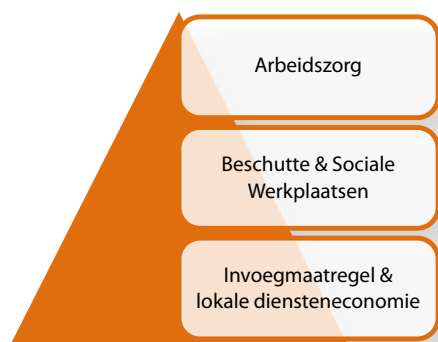 Arbeidszorg
Beschutte & Sociale
Werkplaatsen
Invoegmaatregel &
lokale diensteneconomie